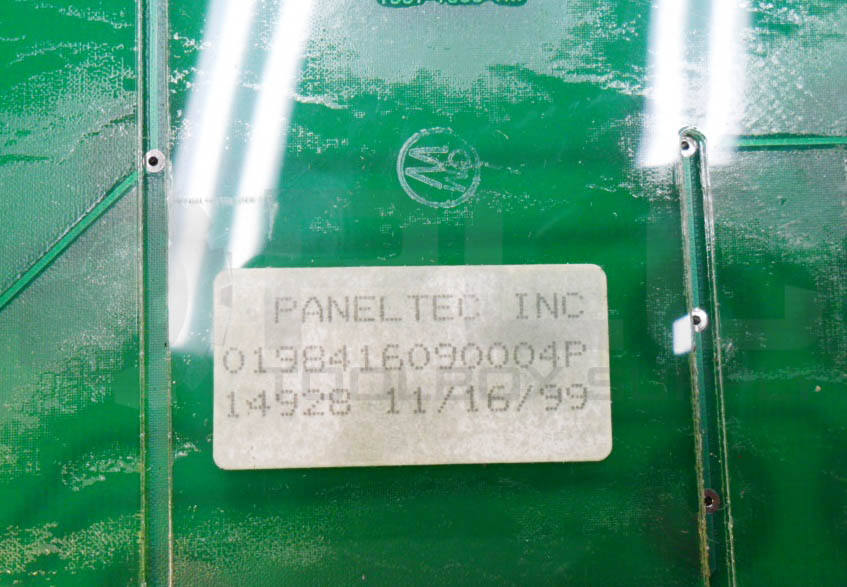 PANELTEC INC
0198416090004P
14928 11/16/99